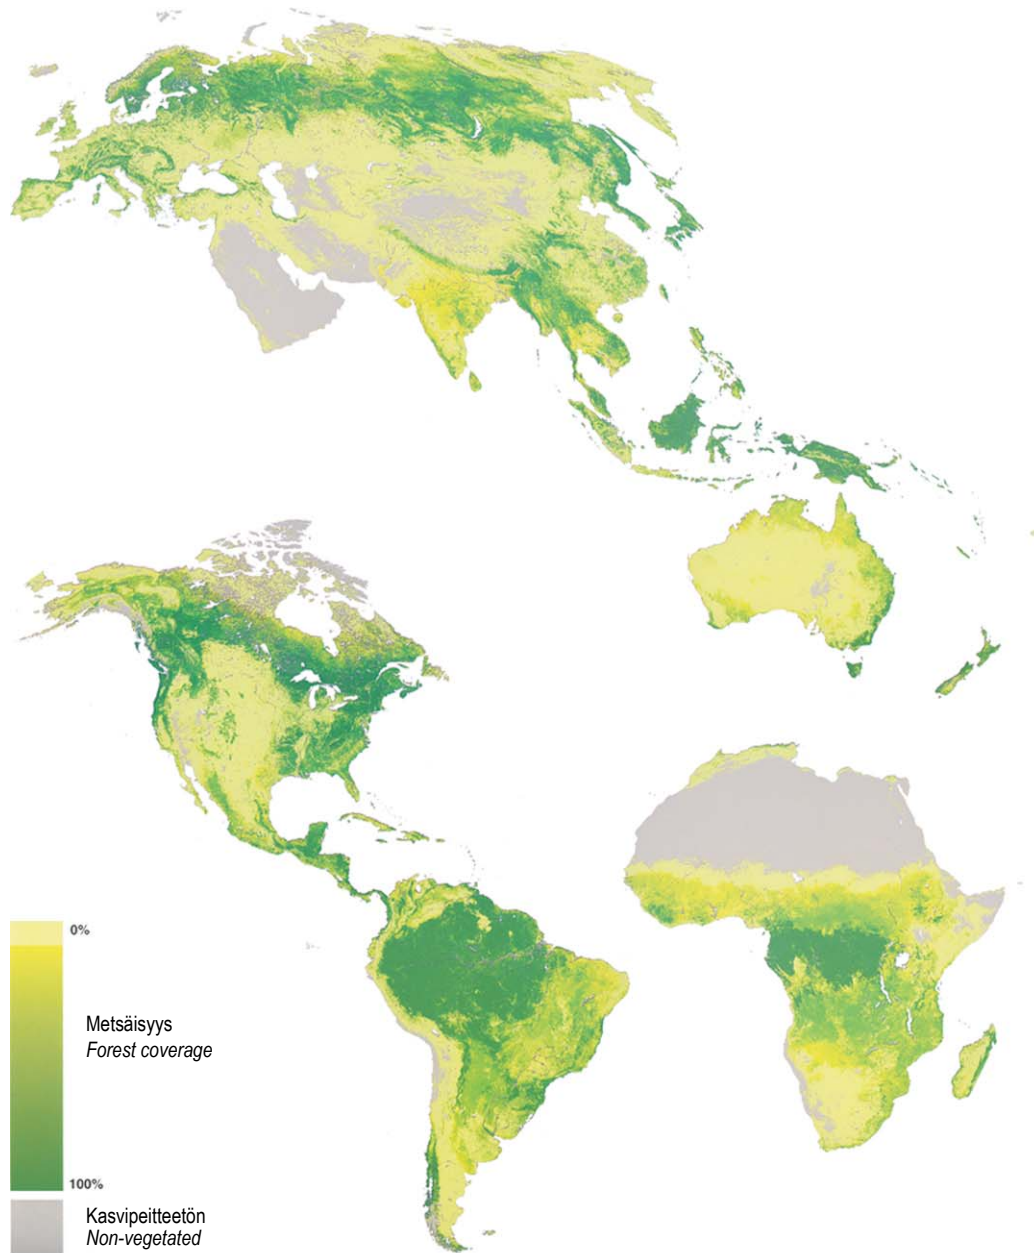 0%
Metsäisyys
Forest coverage
100%
Kasvipeitteetön
Non-vegetated